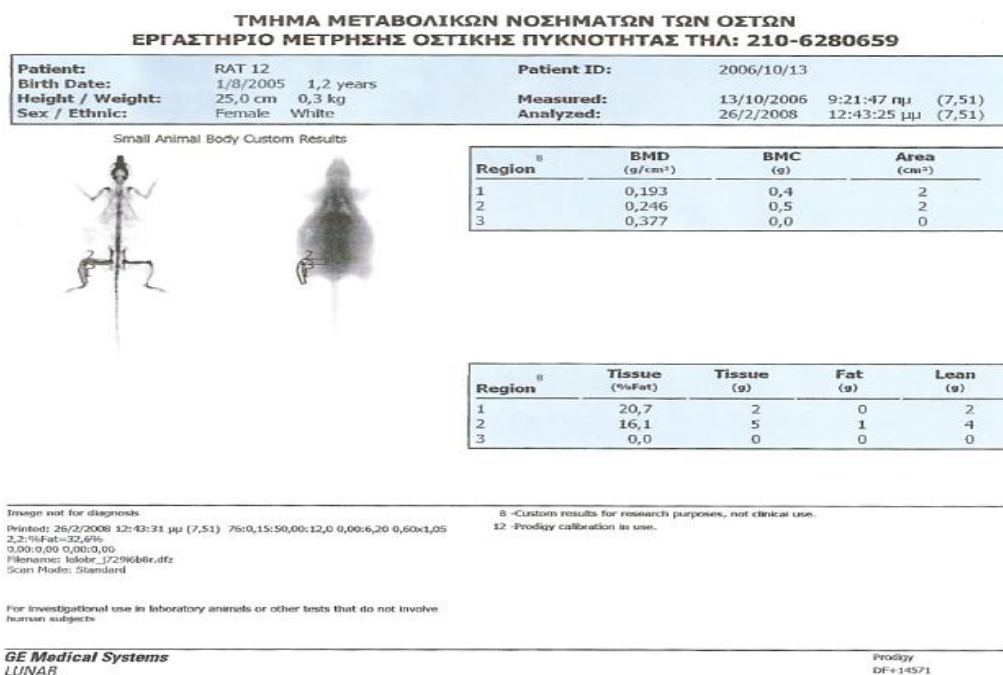 ΤΜΗΜΑ ΜΕΤΑΒΟΛΙΚΩΝ ΝΟΣΗΜΑΤΩΝ ΤΩΝ ΟΣΤΩΝ
ΕΡΓΑΣΤΗΡΙΟ ΜΕΤΡΗΣΗΣ ΟΣΤΙΚΗΣ ΠΥΚΝΟΤΗΤΑΣ ΤΗΛ: 210-6280659
Patient: RAT 12 Patient ID: 2006/10/13
Birth Date: 1/8/2005 1,2 years
Height / Weight: 25,0 cm 0,3 kg Measured: 13/10/2006 9:21:47 πμ (7,51)
Sex / Ethnic: Female White Analyzed: 26/2/2008 12:43:25 μμ (7,51)
Small Animal Body Custom Results
Region 8 BMD (g/cm²) BMC (g) Area (cm²)
1 0,193 0,4 2
2 0,246 0,5 2
3 0,377 0,0 0
Region 8 Tissue (%Fat) Tissue (g) Fat (g) Lean (g)
1 20,7 2 0 2
2 16,1 5 1 4
3 0,0 0 0 0
Image not for diagnosis
Printed: 26/2/2008 12:43:31 μμ (7,51) 76:0,15:50,00:12,0 0,00:6,20 0,60x1,05
2,2:%Fat=32,6%
0,00:0,00 0,00:0,00
Filename:
Scan Mode: Standard
8 -Custom results for research purposes, not clinical use.
12 -Prodigy calibration in use.
For investigational use in laboratory animals or other tests that do not involve
human subjects
GE Medical Systems
LUNAR
Prodigy
DF+14571